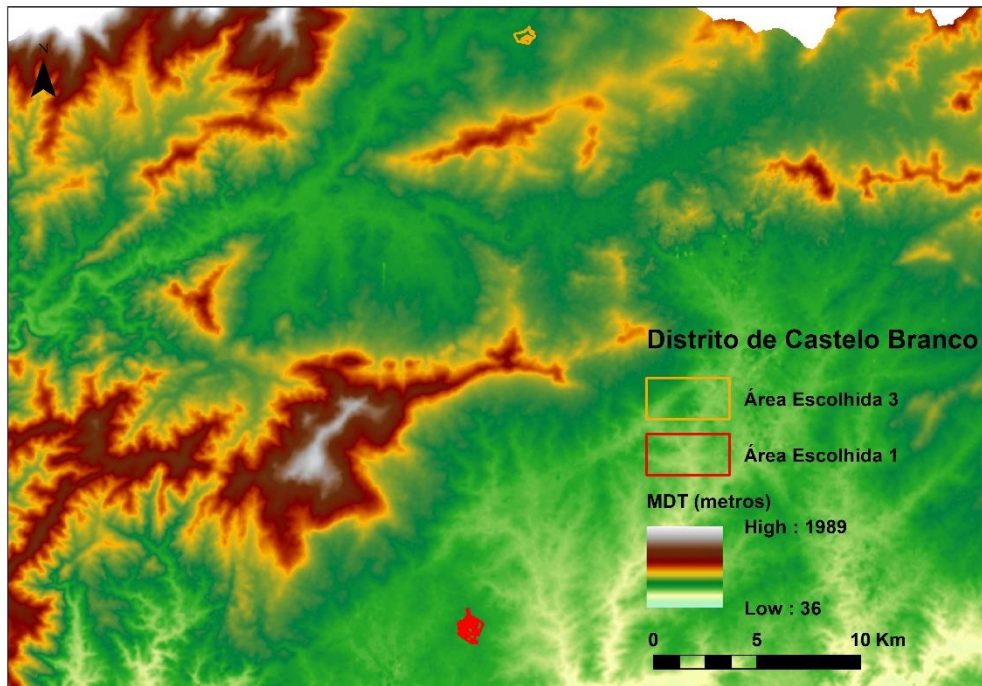 N
Distrito de Castelo Branco
Área Escolhida 3
Área Escolhida 1
MDT (metros)
High : 1989
Low : 36
0 5 10 Km